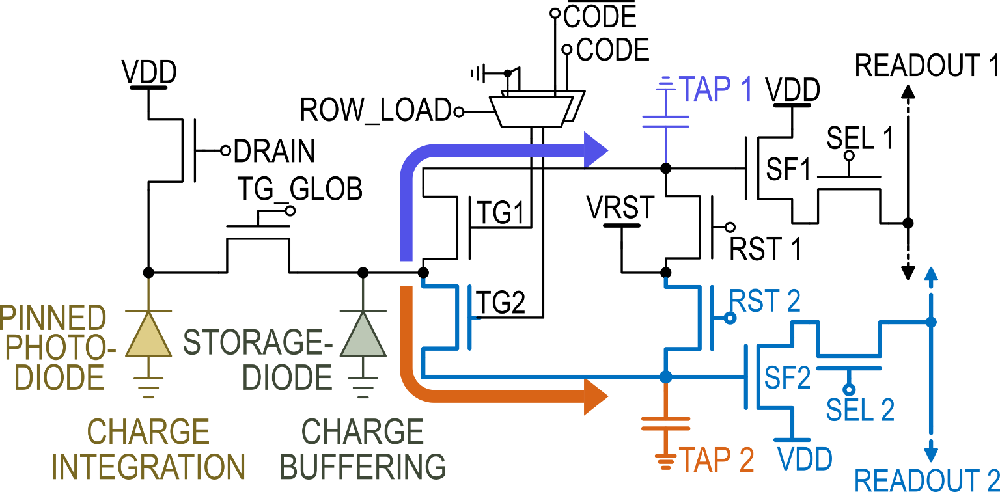 CODE
CODE
VDD
READOUT 1
TAP 1
VDD
ROW_LOAD
SEL 1
DRAIN
SF1
TG_GLOB
TG1
VRST
RST 1
TG2
RST 2
PINNED
PHOTO-
DIODE
STORAGE-
DIODE
SF2
SEL 2
CHARGE
INTEGRATION
CHARGE
BUFFERING
TAP 2
VDD
READOUT 2